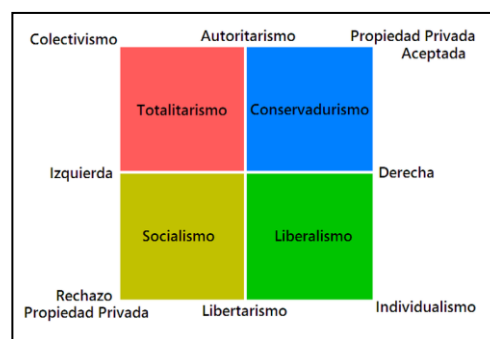 Colectivismo
Autoritarismo
Propiedad Privada
Aceptada
Totalitarismo
Conservadurismo
Izquierda
Derecha
Socialismo
Liberalismo
Rechazo
Propiedad Privada
Libertarismo
Individualismo